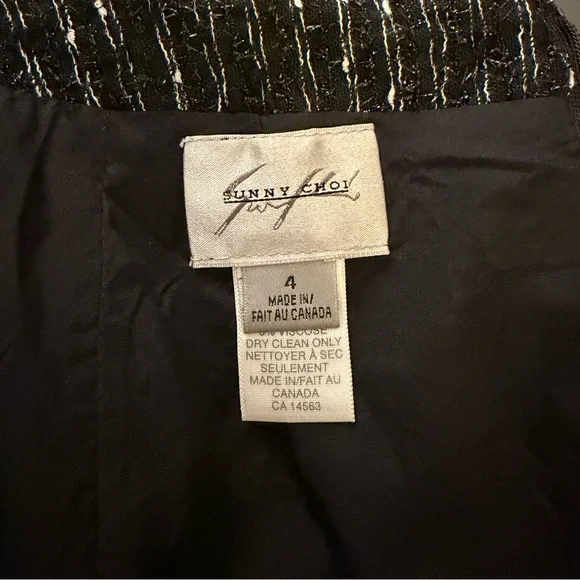 SUNNY CHOI
4
MADE IN/
FAIT AU CANADA
VISCOSE
DRY CLEAN ONLY
NETTOYER À SEC
SEULEMENT
MADE IN/FAIT AU
CANADA
CA 14563